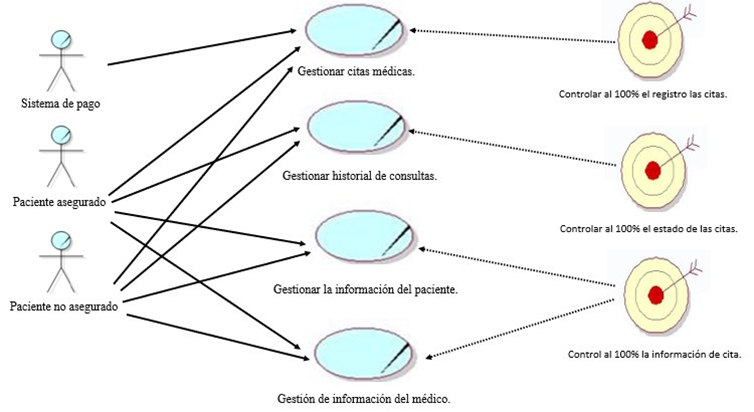 Gestionar citas médicas.
Controlar al 100% el registro las citas.
Sistema de pago
Gestionar historial de consultas.
Paciente asegurado
Controlar al 100% el estado de las citas.
Gestionar la información del paciente.
Paciente no asegurado
Control al 100% la información de cita.
Gestión de información del médico.